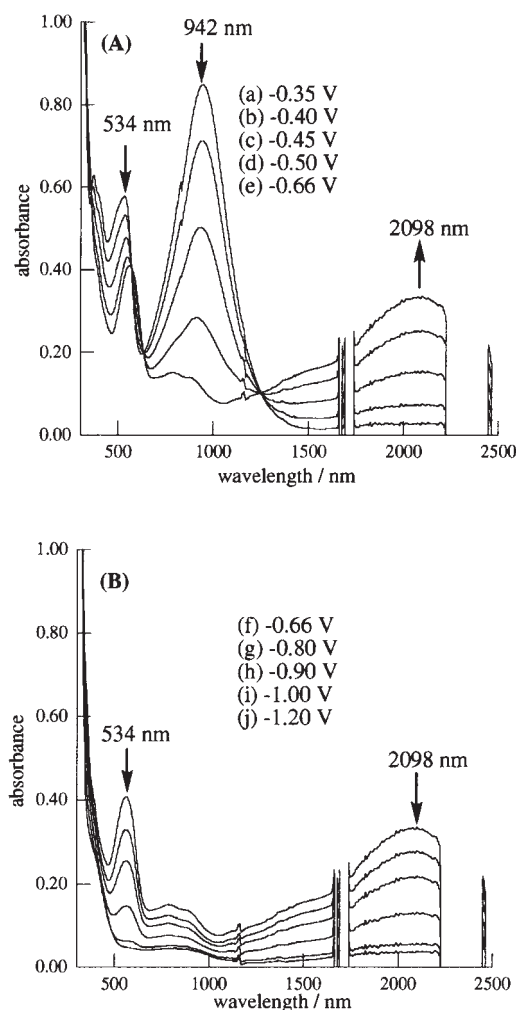 (A)
942 nm
534 nm
(a) -0.35 V
(b) -0.40 V
(c) -0.45 V
(d) -0.50 V
(e) -0.66 V
2098 nm
absorbance
1.00
0.80
0.60
0.40
0.20
0.00
500 1000 1500 2000 2500
wavelength / nm
(B)
(f) -0.66 V
(g) -0.80 V
(h) -0.90 V
(i) -1.00 V
(j) -1.20 V
534 nm
2098 nm
absorbance
1.00
0.80
0.60
0.40
0.20
0.00
500 1000 1500 2000 2500
wavelength / nm